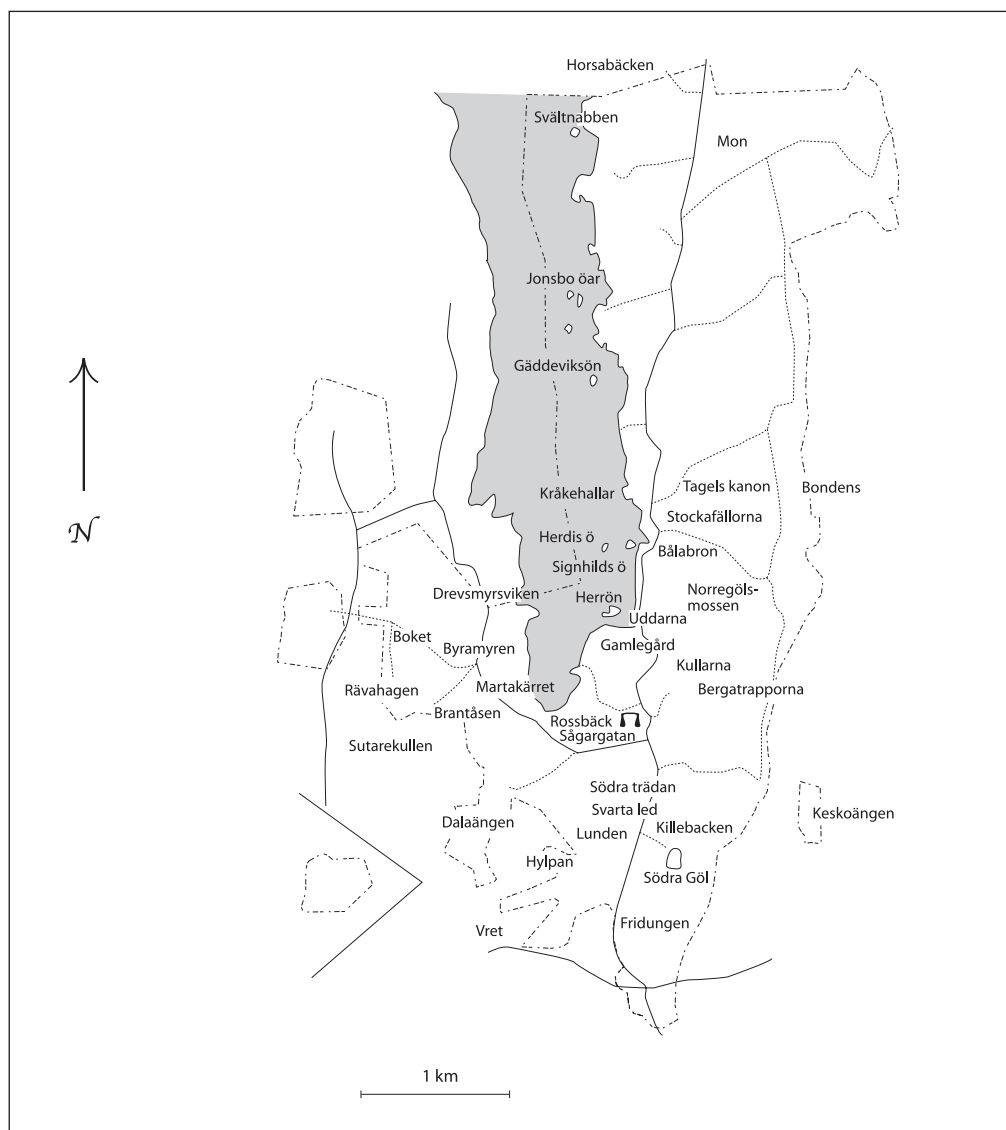 Horsabäcken
Svältnabben
Mon
Jonsbo öar
Gäddeviksön
Kråkehallar
Tagels kanon
Bondens
Stockafällorna
Herdis ö
Bålabron
Signhilds ö
Drevsmyrsviken
Herrön
Norregöls-
mossen
Uddarna
Boket
Byramyren
Gamlegård
Kullarna
Rävahagen
Martakärret
Bergatrapporna
Brantåsen
Rossbäck
Sågargatan
Sutarekullen
Södra trädan
Svarta led
Keskoängen
Dalaängen
Lunden
Killebacken
Hylpan
Södra Göl
Vret
Fridungen
N
1 km